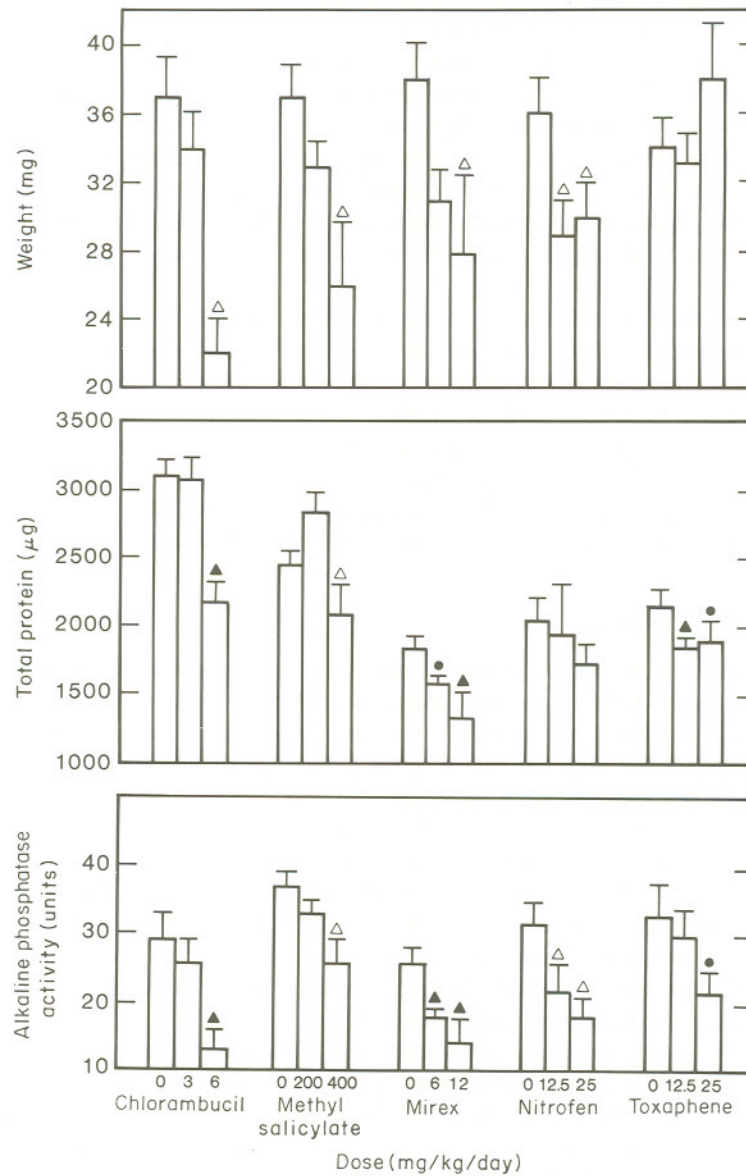 40
36
32
28
24
20
Weight (mg)
3500
3000
2500
2000
1500
1000
Total protein (μg)
40
30
20
10
Alkaline phosphatase
activity (units)
0 3 6 0 200 400 0 6 12 0 12.5 25 0 12.5 25
Chlorambucil Methyl Mirex Nitrofen Toxaphene
salicylate
Dose (mg/kg/day)